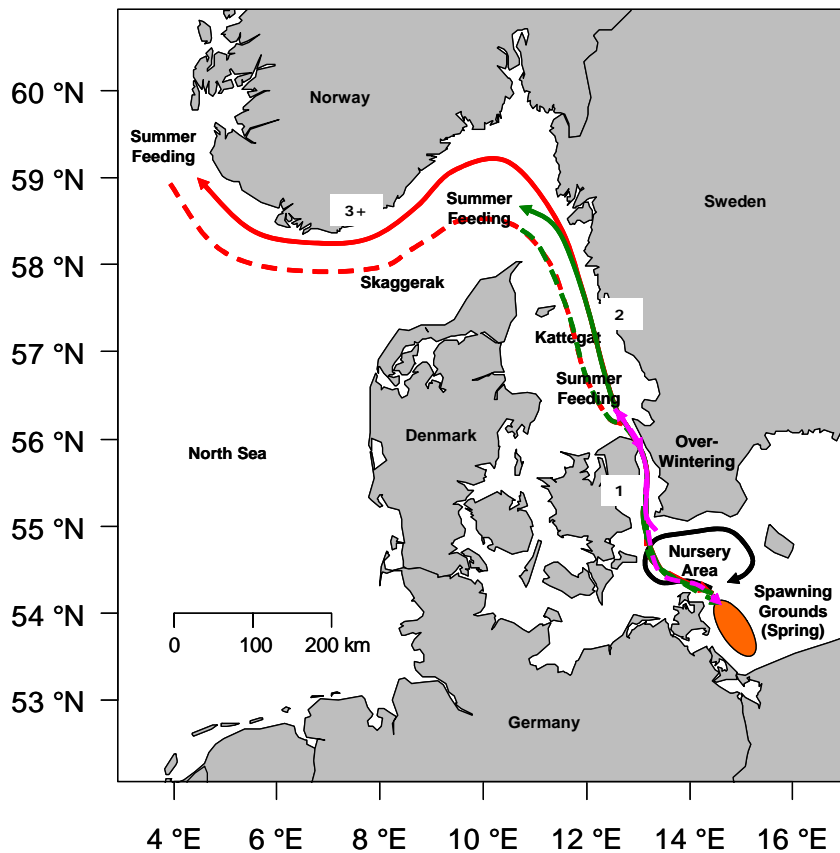 60 °N
59 °N
58 °N
57 °N
56 °N
55 °N
54 °N
53 °N
Norway
Summer
Feeding
3+
Summer
Feeding
Sweden
Skaggerak
2
Kattegat
Summer
Feeding
North Sea
Denmark
Over-
Wintering
1
Nursery
Area
Spawning
Grounds
(Spring)
0 100 200 km
Germany
4 °E 6 °E 8 °E 10 °E 12 °E 14 °E 16 °E